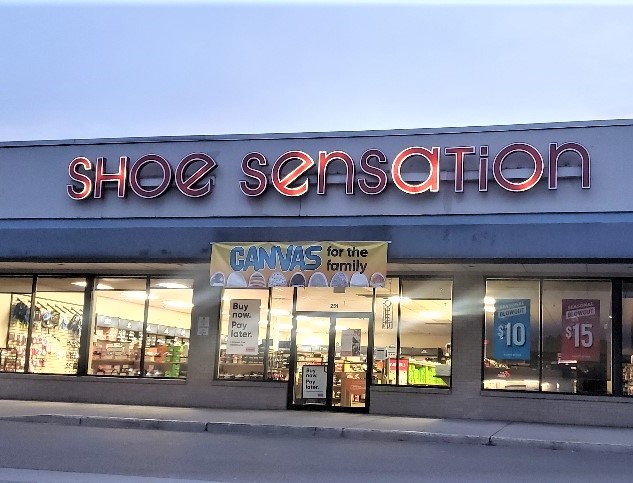 SHOE SENSATION
CANVAS for the
family
251
Buy
now.
Pay
later.
Buy
now.
Pay
later.
BLOWOUT
$10
SEASONAL
BLOWOUT
$15